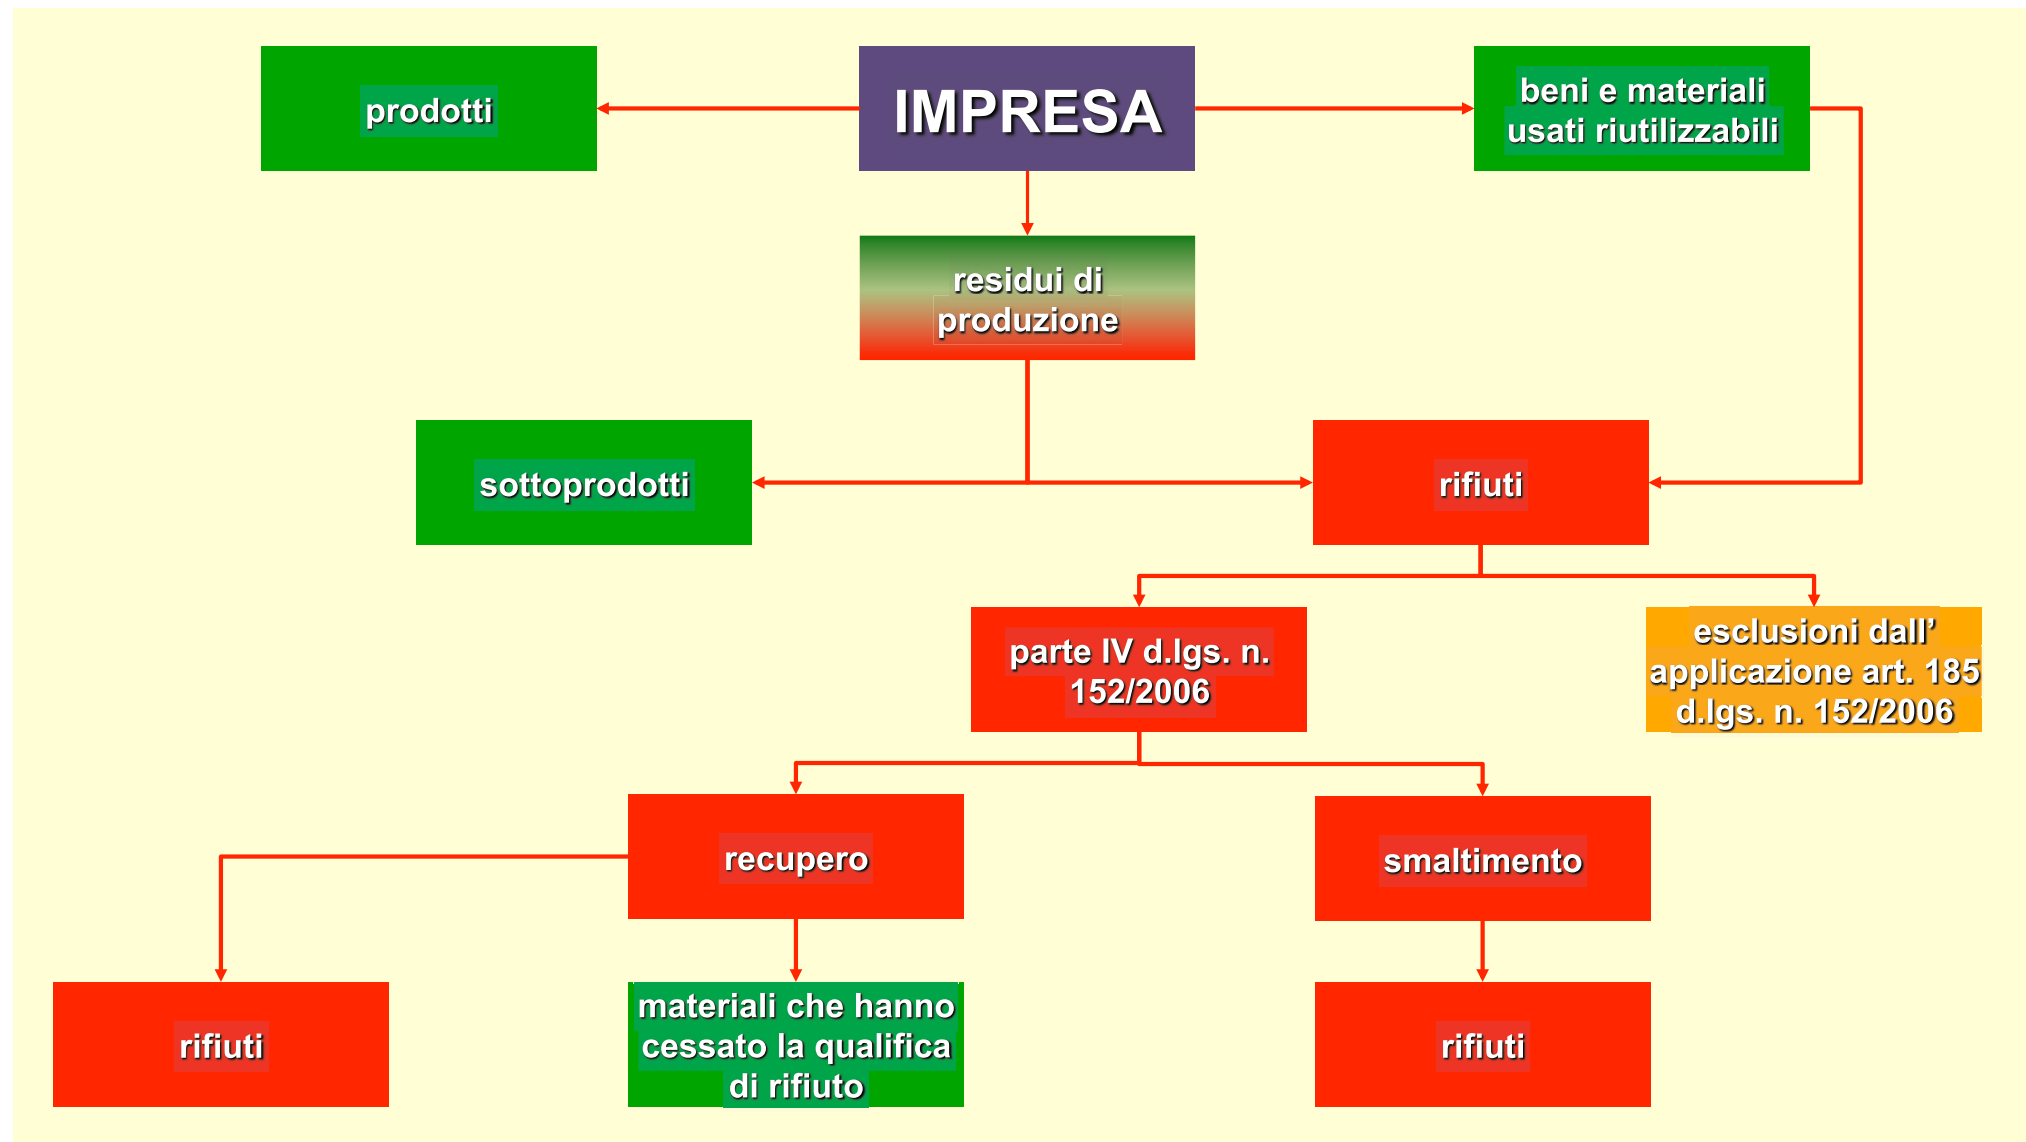 prodotti
IMPRESA
beni e materiali
usati riutilizzabili
residui di
produzione
sottoprodotti
rifiuti
parte IV d.lgs. n.
152/2006
esclusioni dall’
applicazione art. 185
d.lgs. n. 152/2006
recupero
smaltimento
rifiuti
materiali che hanno
cessato la qualifica
di rifiuto
rifiuti